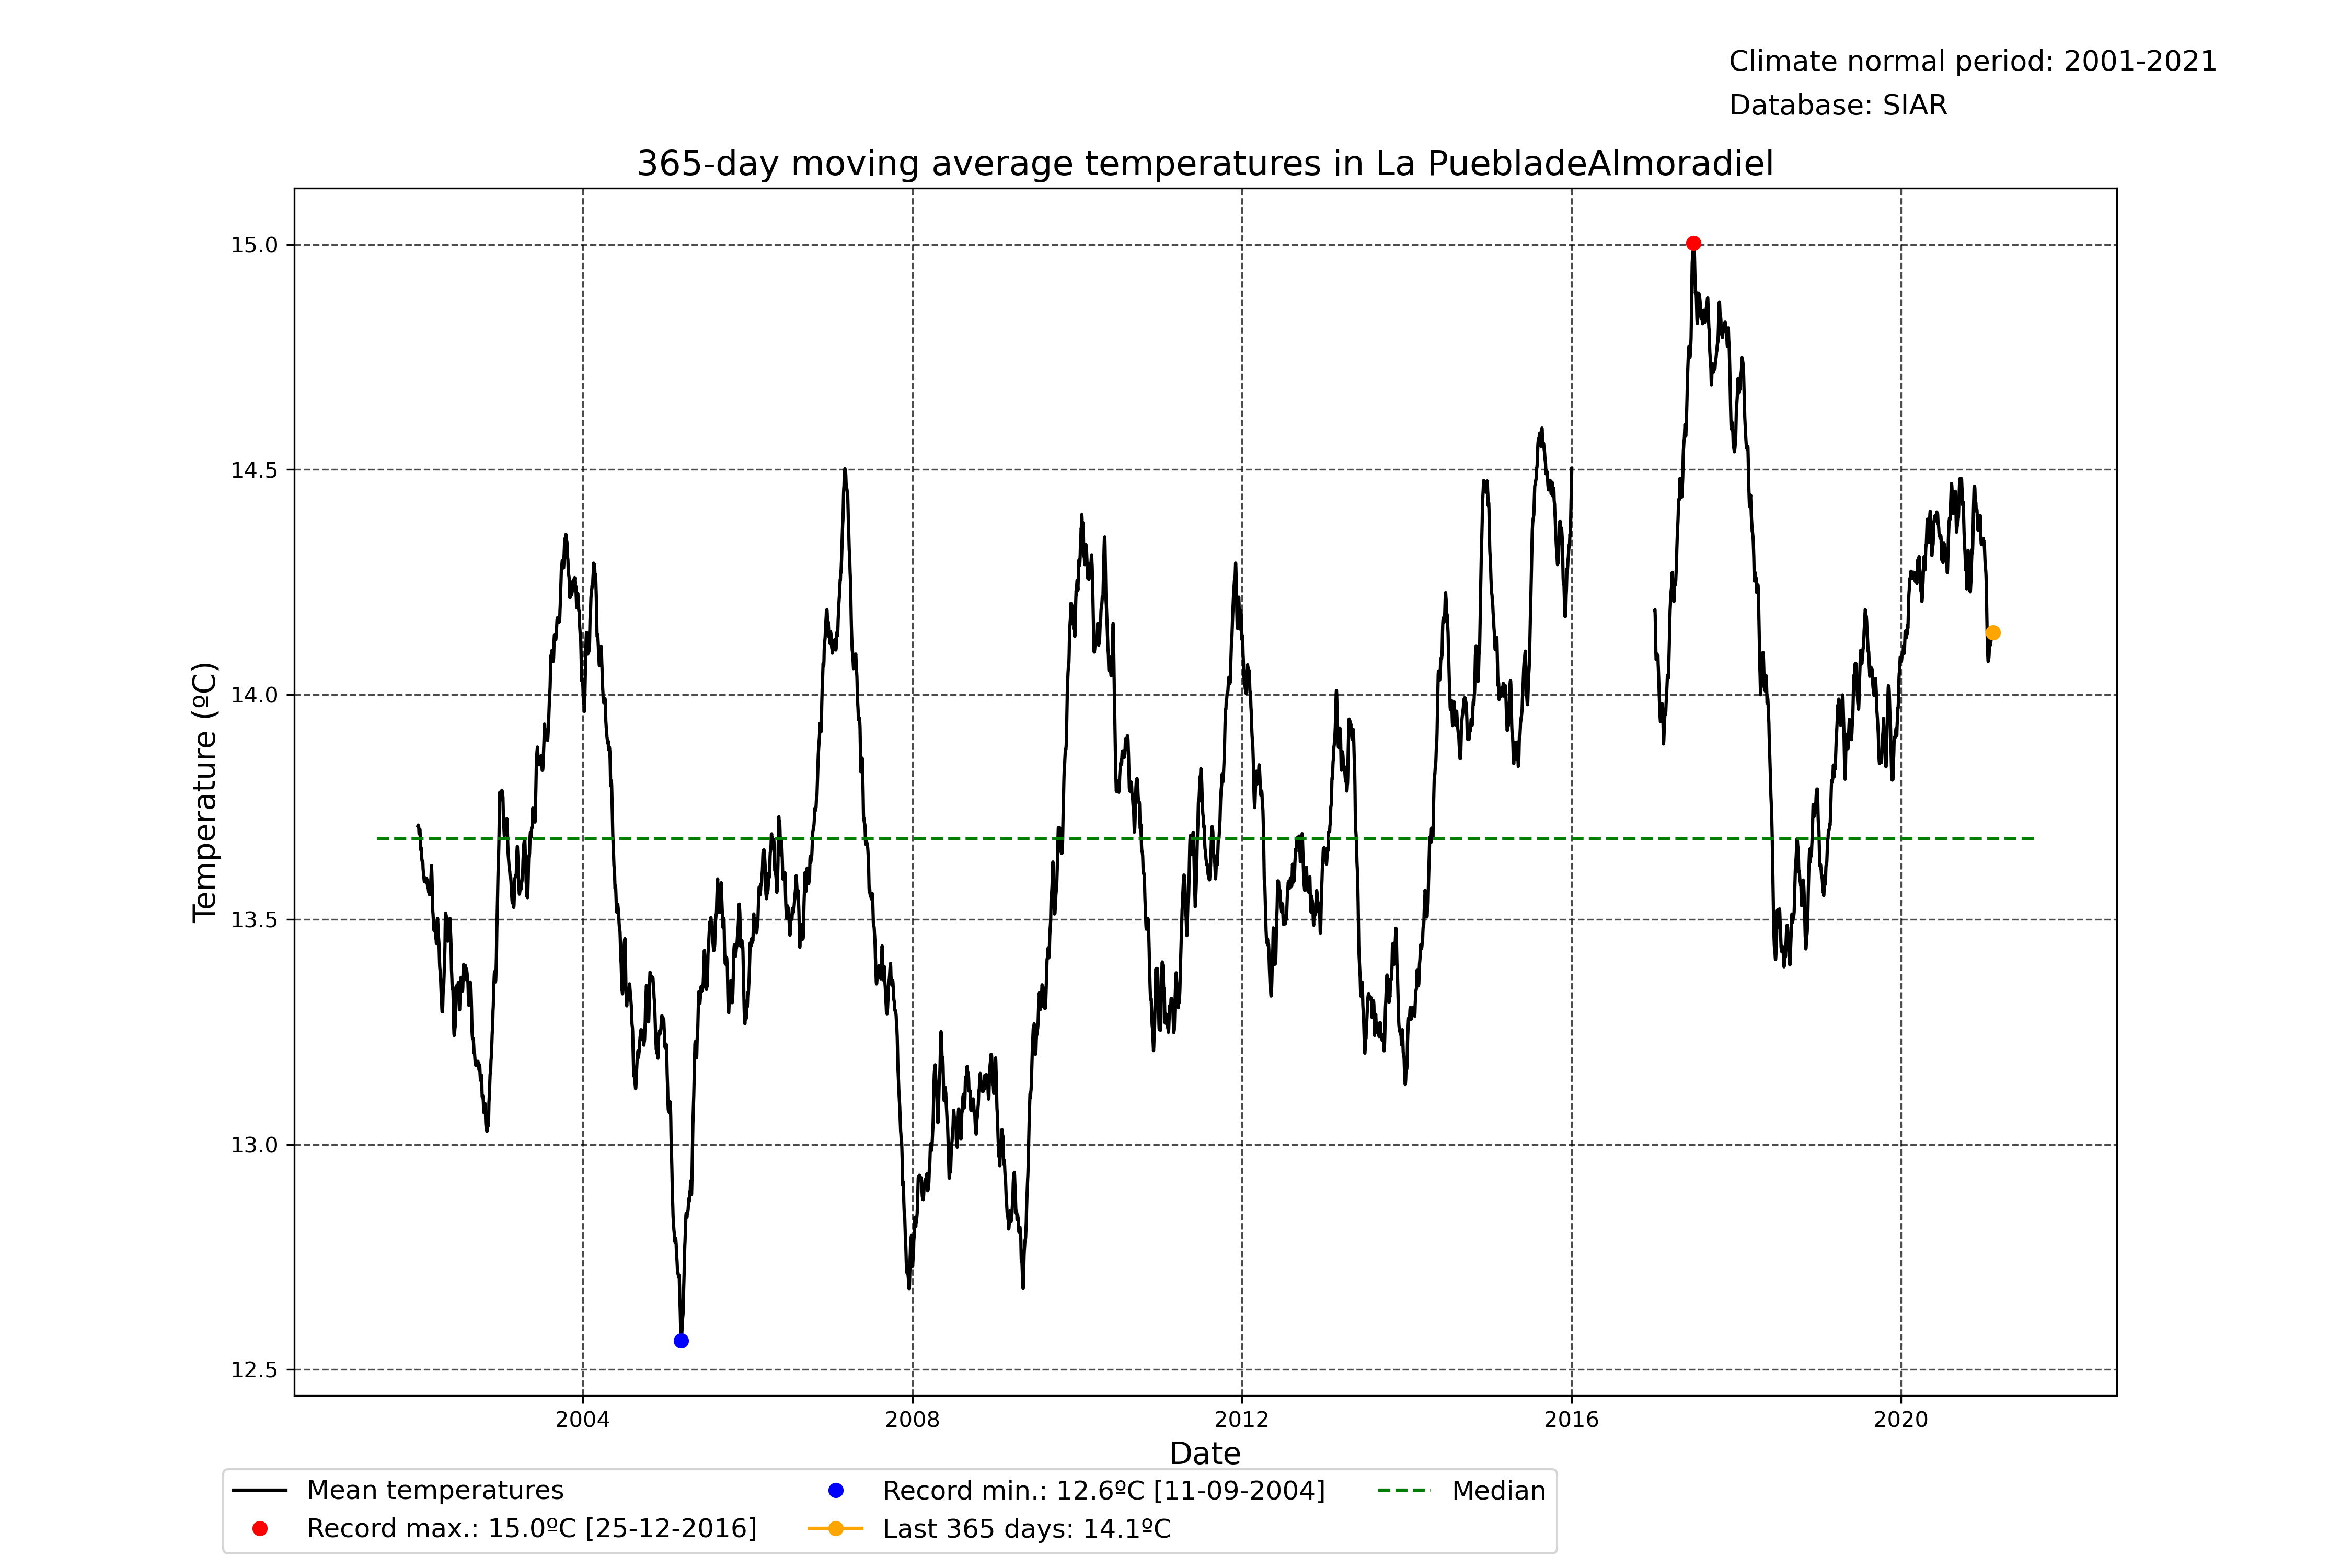 Climate normal period: 2001-2021
Database: SIAR
365-day moving average temperatures in La PuebladeAlmoradiel
15.0
14.5
14.0
13.5
13.0
12.5
Temperature (ºC)
2004 2008 2012 2016 2020
Date
Mean temperatures
Record max.: 15.0ºC [25-12-2016]
Record min.: 12.6ºC [11-09-2004]
Last 365 days: 14.1ºC
Median